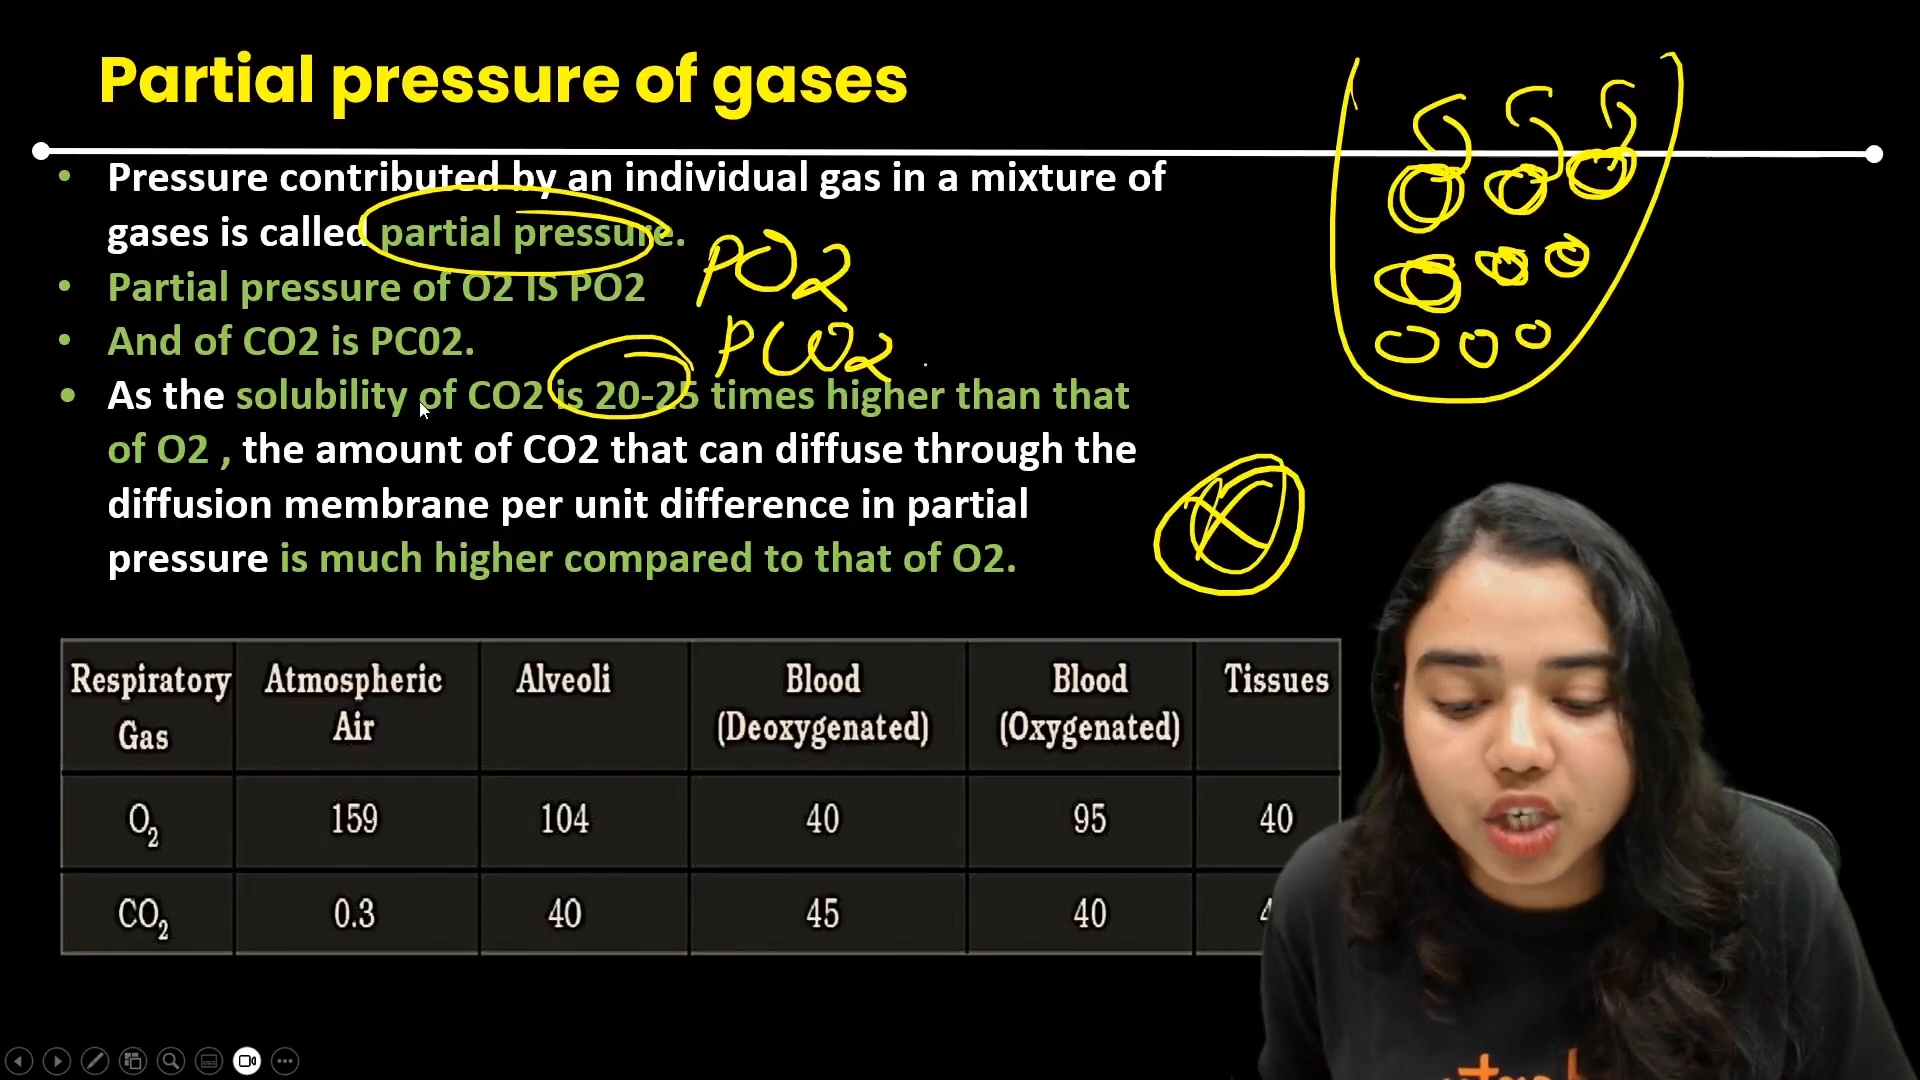 Partial pressure of gases
• Pressure contributed by an individual gas in a mixture of
gases is called partial pressure.
• Partial pressure of O2 IS PO2
PO2
• And of CO2 is PC02.
PCO2
• As the solubility of CO2 is 20-25 times higher than that
of O2 , the amount of CO2 that can diffuse through the
diffusion membrane per unit difference in partial
pressure is much higher compared to that of O2.
Respiratory Gas Atmospheric Air Alveoli Blood (Deoxygenated) Blood (Oxygenated) Tissues
O₂ 159 104 40 95 40
CO₂ 0.3 40 45 40